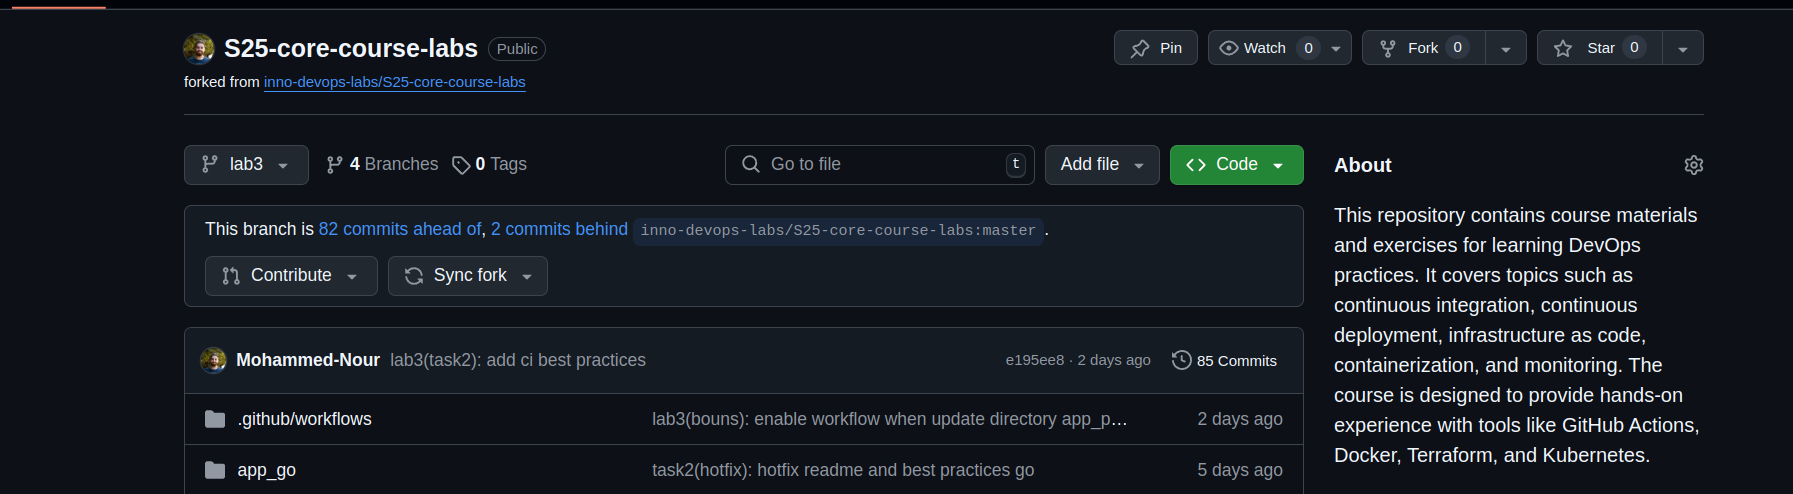 S25-core-course-labs Public
Pin
Watch 0
Fork 0
Star 0
forked from inno-devops-labs/S25-core-course-labs
lab3
4 Branches
0 Tags
Go to file
t
Add file
Code
This branch is 82 commits ahead of, 2 commits behind inno-devops-labs/S25-core-course-labs:master .
Contribute
Sync fork
Mohammed-Nour lab3(task2): add ci best practices e195ee8 · 2 days ago 85 Commits
.github/workflows lab3(bouns): enable workflow when update directory app_p… 2 days ago
app_go task2(hotfix): hotfix readme and best practices go 5 days ago
About
This repository contains course materials
and exercises for learning DevOps
practices. It covers topics such as
continuous integration, continuous
deployment, infrastructure as code,
containerization, and monitoring. The
course is designed to provide hands-on
experience with tools like GitHub Actions,
Docker, Terraform, and Kubernetes.